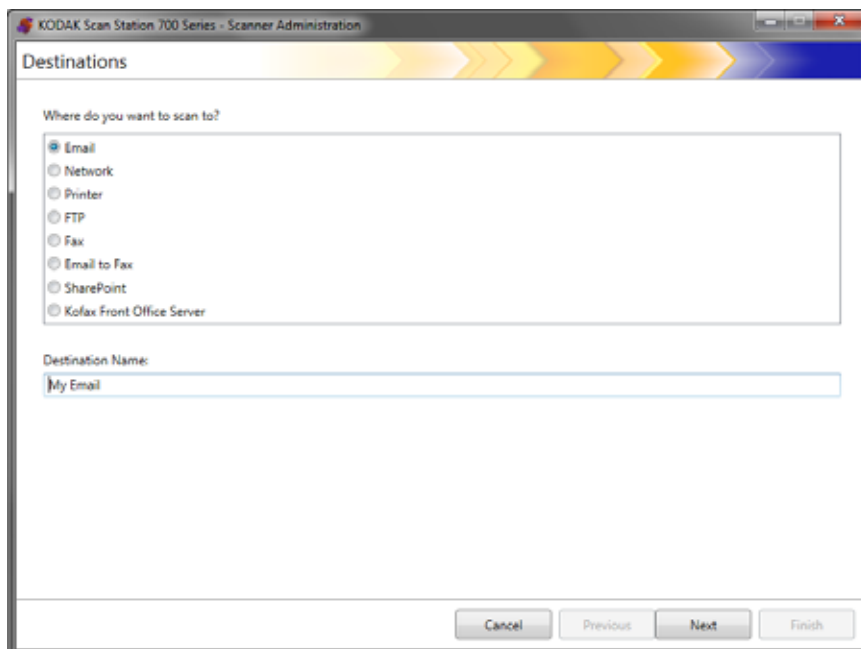 KODAK Scan Station 700 Series - Scanner Administration
Destinations
Where do you want to scan to?
Email
Network
Printer
FTP
Fax
Email to Fax
SharePoint
Kofax Front Office Server
Destination Name:
My Email
Cancel Previous Next Finish